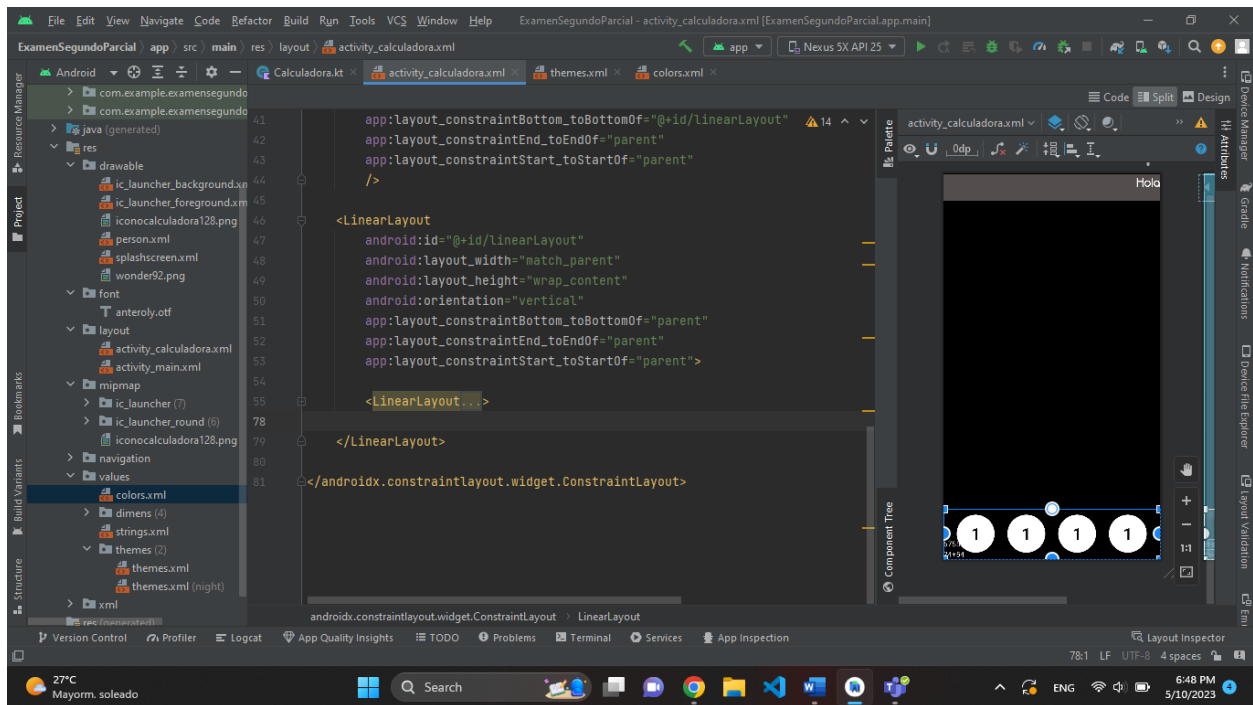 File Edit View Navigate Code Refactor Build Run Tools VCS Window Help ExamenSegundoParcial - activity_calculadora.xml [ExamenSegundoParcial.app.main]
ExamenSegundoParcial app src main res layout activity_calculadora.xml app Nexus 5X API 25
Android Calculadora.kt activity_calculadora.xml themes.xml colors.xml
Code Split Design
Resource Manager
Project
Bookmarks
Build Variants
Structure
com.example.examensegundo
com.example.examensegundo
java (generated)
res
drawable
ic_launcher_background.xn
ic_launcher_foreground.xm
iconocalculadora128.png
person.xml
splashscreen.xml
wonder92.png
font
anteroly.otf
layout
activity_calculadora.xml
activity_main.xml
mipmap
ic_launcher (7)
ic_launcher_round (6)
iconocalculadora128.png
navigation
values
colors.xml
dimens (4)
strings.xml
themes (2)
themes.xml
themes.xml (night)
xml
res (generated)
41 app:layout_constraintBottom_toBottomOf="@+id/linearLayout" 14
42 app:layout_constraintEnd_toEndOf="parent"
43 app:layout_constraintStart_toStartOf="parent"
44 />
45
46 <LinearLayout
47 android:id="@+id/linearLayout"
48 android:layout_width="match_parent"
49 android:layout_height="wrap_content"
50 android:orientation="vertical"
51 app:layout_constraintBottom_toBottomOf="parent"
52 app:layout_constraintEnd_toEndOf="parent"
53 app:layout_constraintStart_toStartOf="parent">
54
55 <LinearLayout...>
78
79 </LinearLayout>
80
81 </androidx.constraintlayout.widget.ConstraintLayout>
androidx.constraintlayout.widget.ConstraintLayout LinearLayout
Palette
Component Tree
activity_calculadora.xml
0dp
Hola
1 1 1 1
1:1
Attributes
Device Manager
Gradle
Notifications
Device File Explorer
Layout Validation
Version Control Profiler Logcat App Quality Insights TODO Problems Terminal Services App Inspection Layout Inspector
78:1 LF UTF-8 4 spaces
27°C
Mayorm. soleado
Search
ENG
6:48 PM
5/10/2023
4